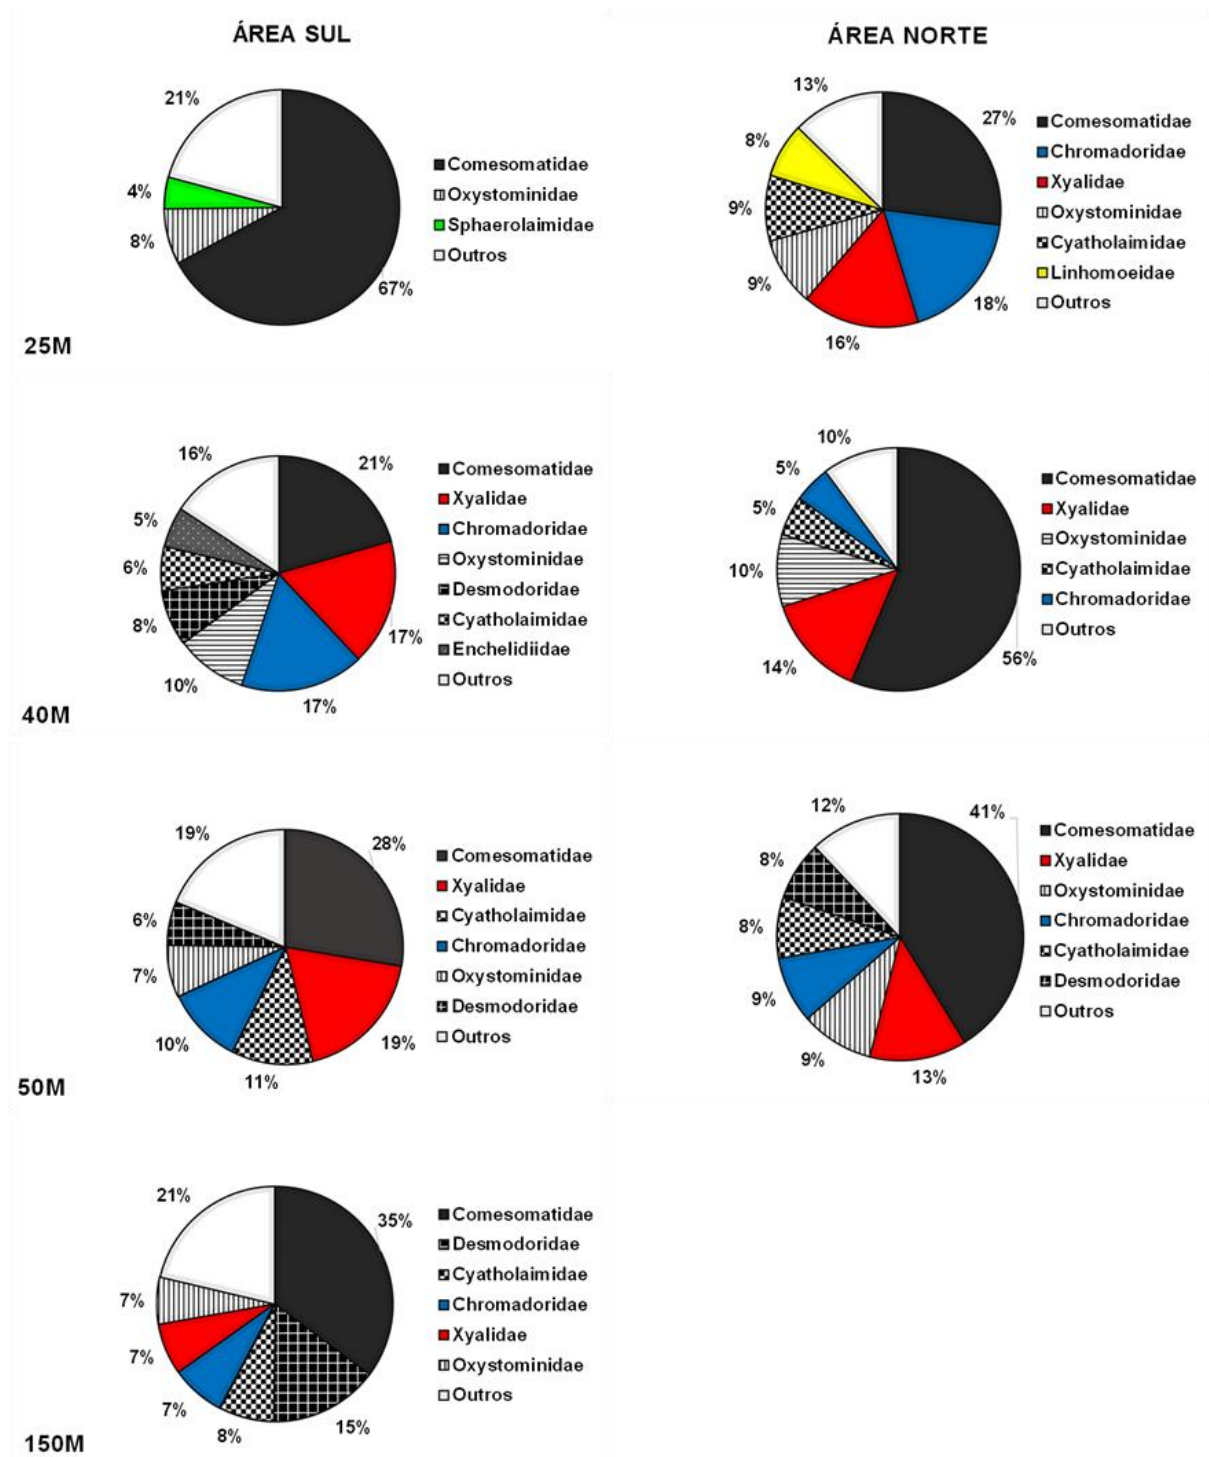 ÁREA SUL
ÁREA NORTE
21%
4%
8%
67%
Comesomatidae
Oxystominidae
Sphaerolaimidae
Outros
25M
13%
8%
9%
9%
16%
18%
27%
Comesomatidae
Chromadoridae
Xyalidae
Oxystominidae
Cyatholaimidae
Linhomoeidae
Outros
16%
5%
6%
8%
10%
17%
17%
21%
Comesomatidae
Xyalidae
Chromadoridae
Oxystominidae
Desmodoridae
Cyatholaimidae
Enchelidiidae
Outros
40M
10%
5%
5%
10%
14%
56%
Comesomatidae
Xyalidae
Oxystominidae
Cyatholaimidae
Chromadoridae
Outros
19%
6%
7%
10%
11%
19%
28%
Comesomatidae
Xyalidae
Cyatholaimidae
Chromadoridae
Oxystominidae
Desmodoridae
Outros
50M
12%
8%
8%
9%
9%
13%
41%
Comesomatidae
Xyalidae
Oxystominidae
Chromadoridae
Cyatholaimidae
Desmodoridae
Outros
21%
7%
7%
7%
8%
15%
35%
Comesomatidae
Desmodoridae
Cyatholaimidae
Chromadoridae
Xyalidae
Oxystominidae
Outros
150M